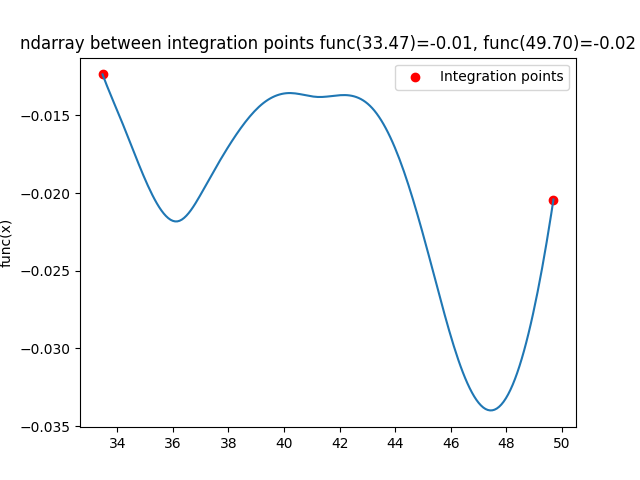 ndarray between integration points func(33.47)=-0.01, func(49.70)=-0.02
Integration points
func(x)
−0.015
−0.020
−0.025
−0.030
−0.035
34 36 38 40 42 44 46 48 50